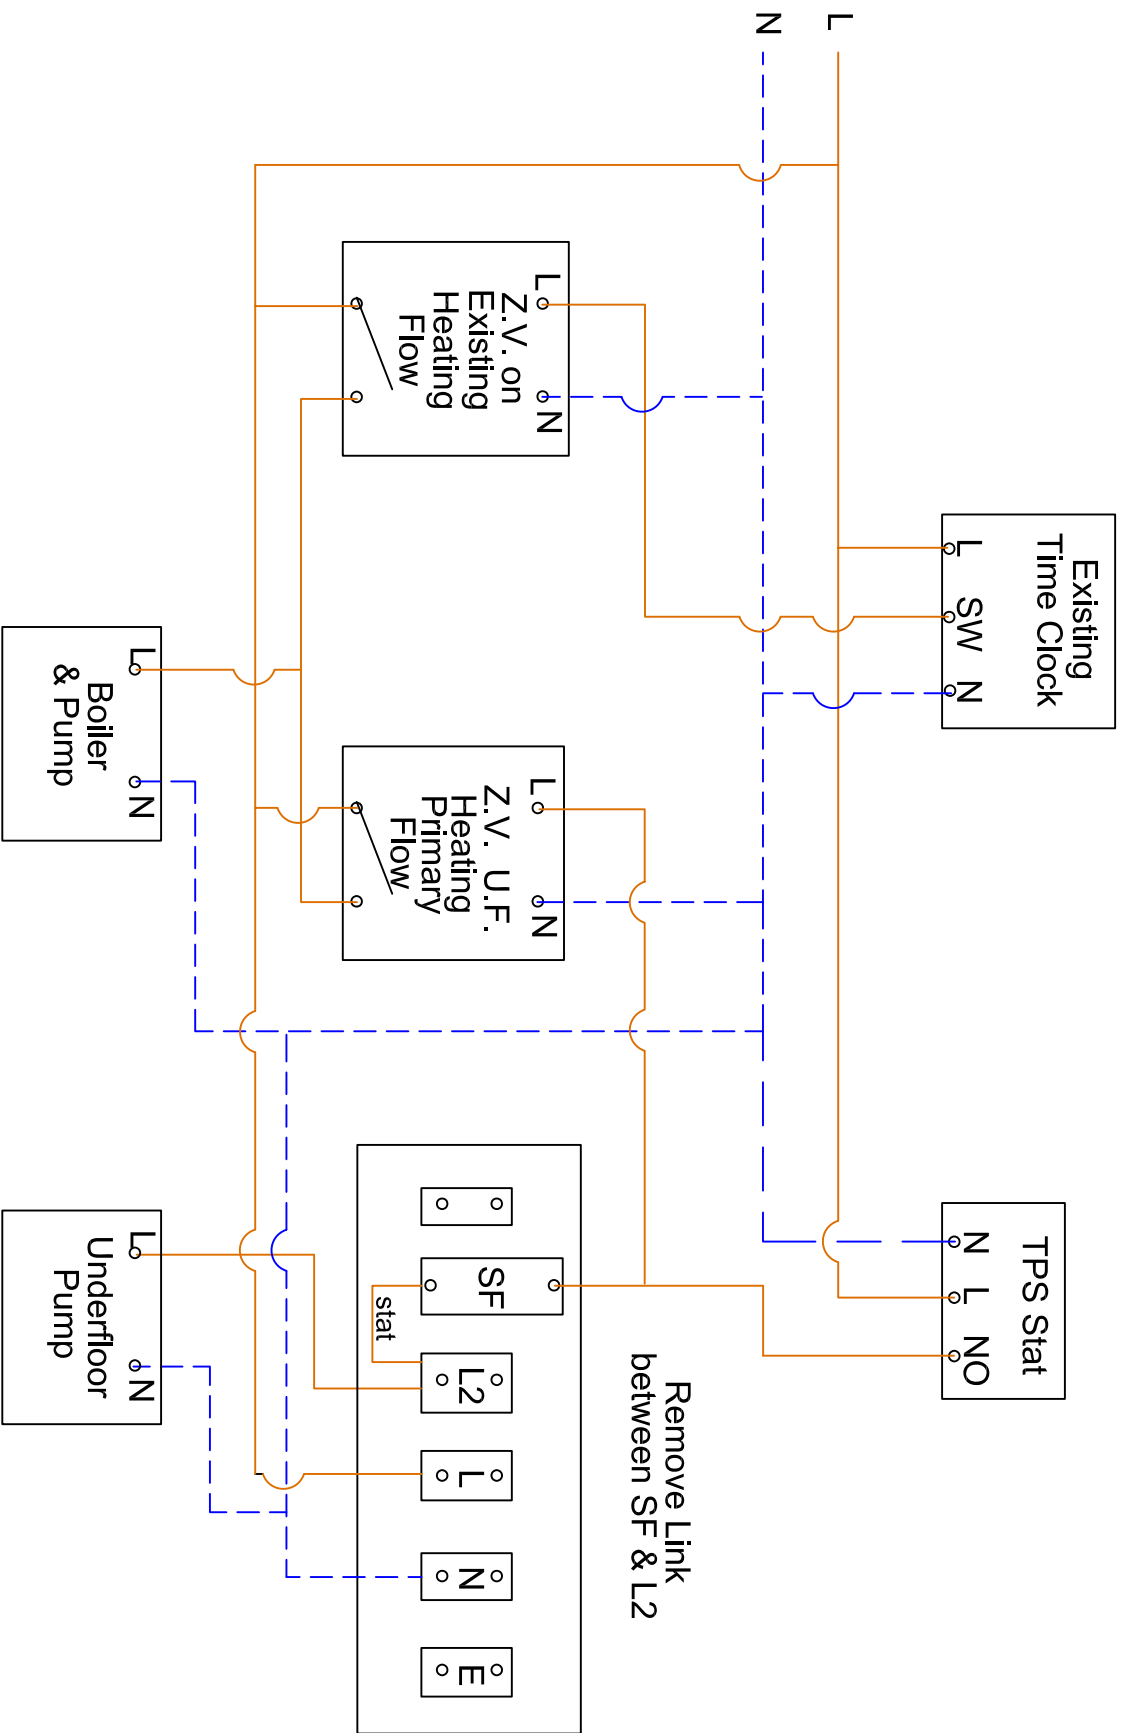 L
N
Existing
Time Clock
L
SW
N
TPS Stat
N
L
NO
L
N
Z.V. on
Existing
Heating
Flow
L
N
Z.V. U.F.
Heating
Primary
Flow
Remove Link
between SF & L2
SF
L2
L
N
E
stat
L
N
Boiler
& Pump
L
N
Underfloor
Pump